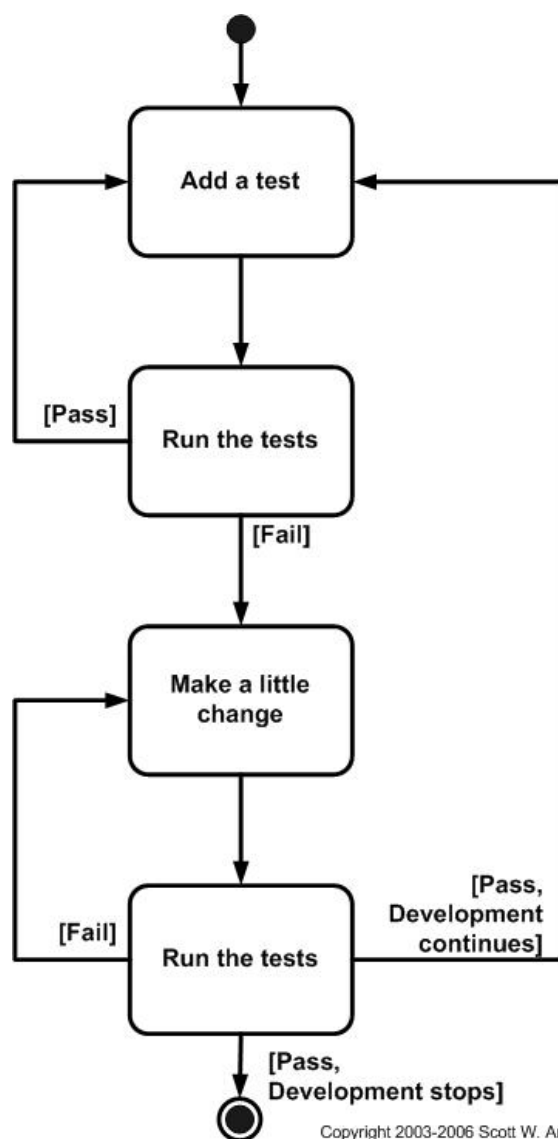 Add a test
[Pass]
Run the tests
[Fail]
Make a little
change
[Fail]
Run the tests
[Pass,
Development
continues]
[Pass,
Development stops]
Copyright 2003-2006 Scott W.